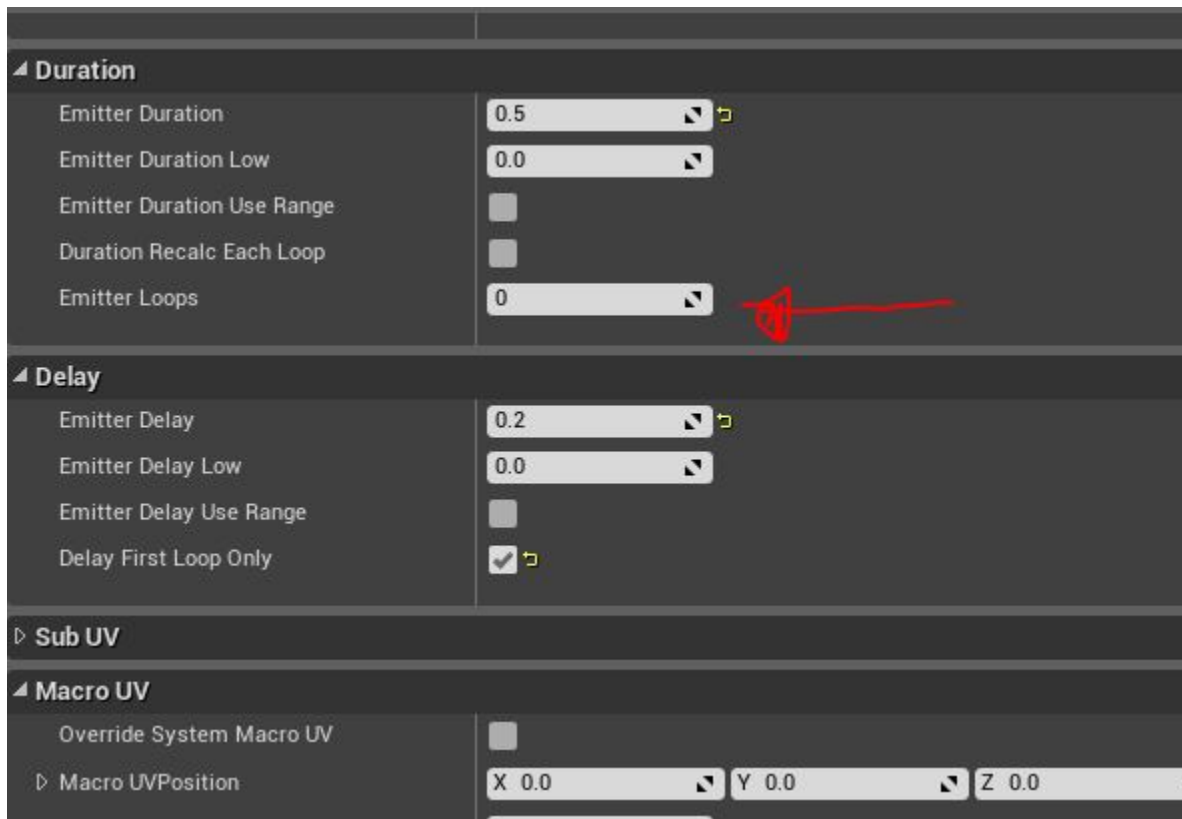 Duration
Emitter Duration 0.5
Emitter Duration Low 0.0
Emitter Duration Use Range
Duration Recalc Each Loop
Emitter Loops 0
Delay
Emitter Delay 0.2
Emitter Delay Low 0.0
Emitter Delay Use Range
Delay First Loop Only
Sub UV
Macro UV
Override System Macro UV
Macro UVPosition X 0.0 Y 0.0 Z 0.0